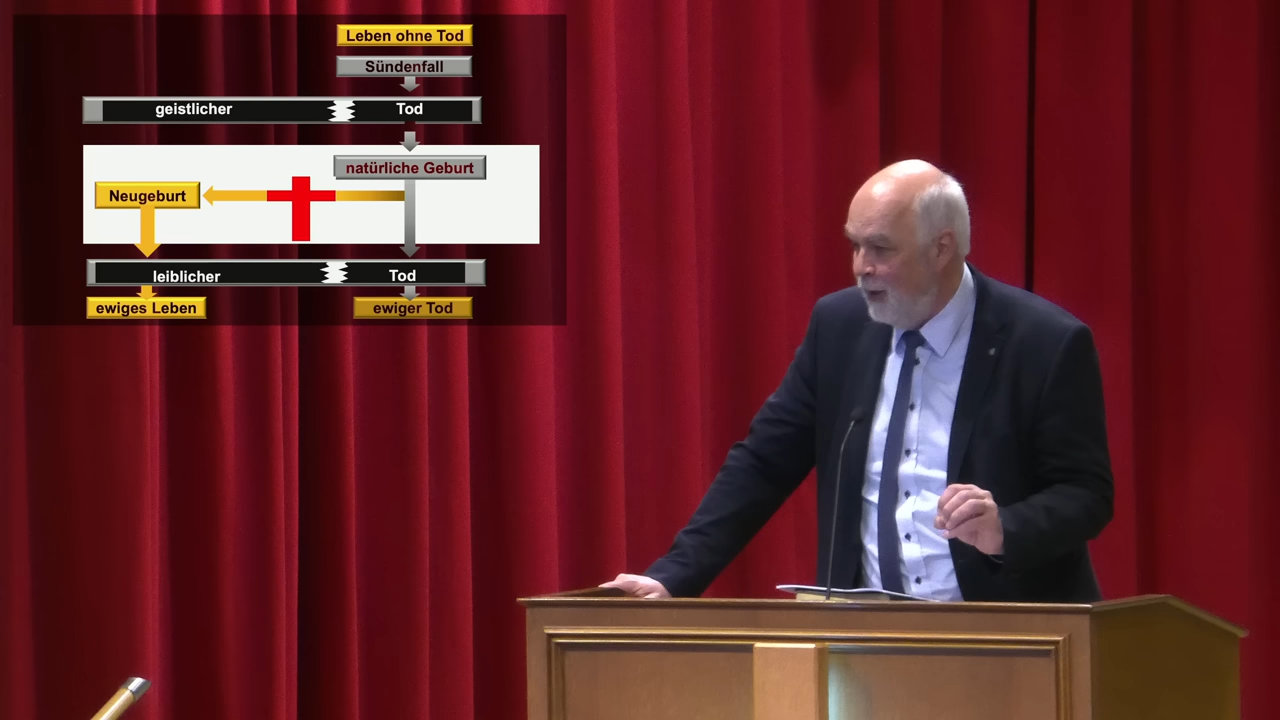 Leben ohne Tod
Sündenfall
geistlicher Tod
natürliche Geburt
Neugeburt
leiblicher Tod
ewiges Leben
ewiger Tod